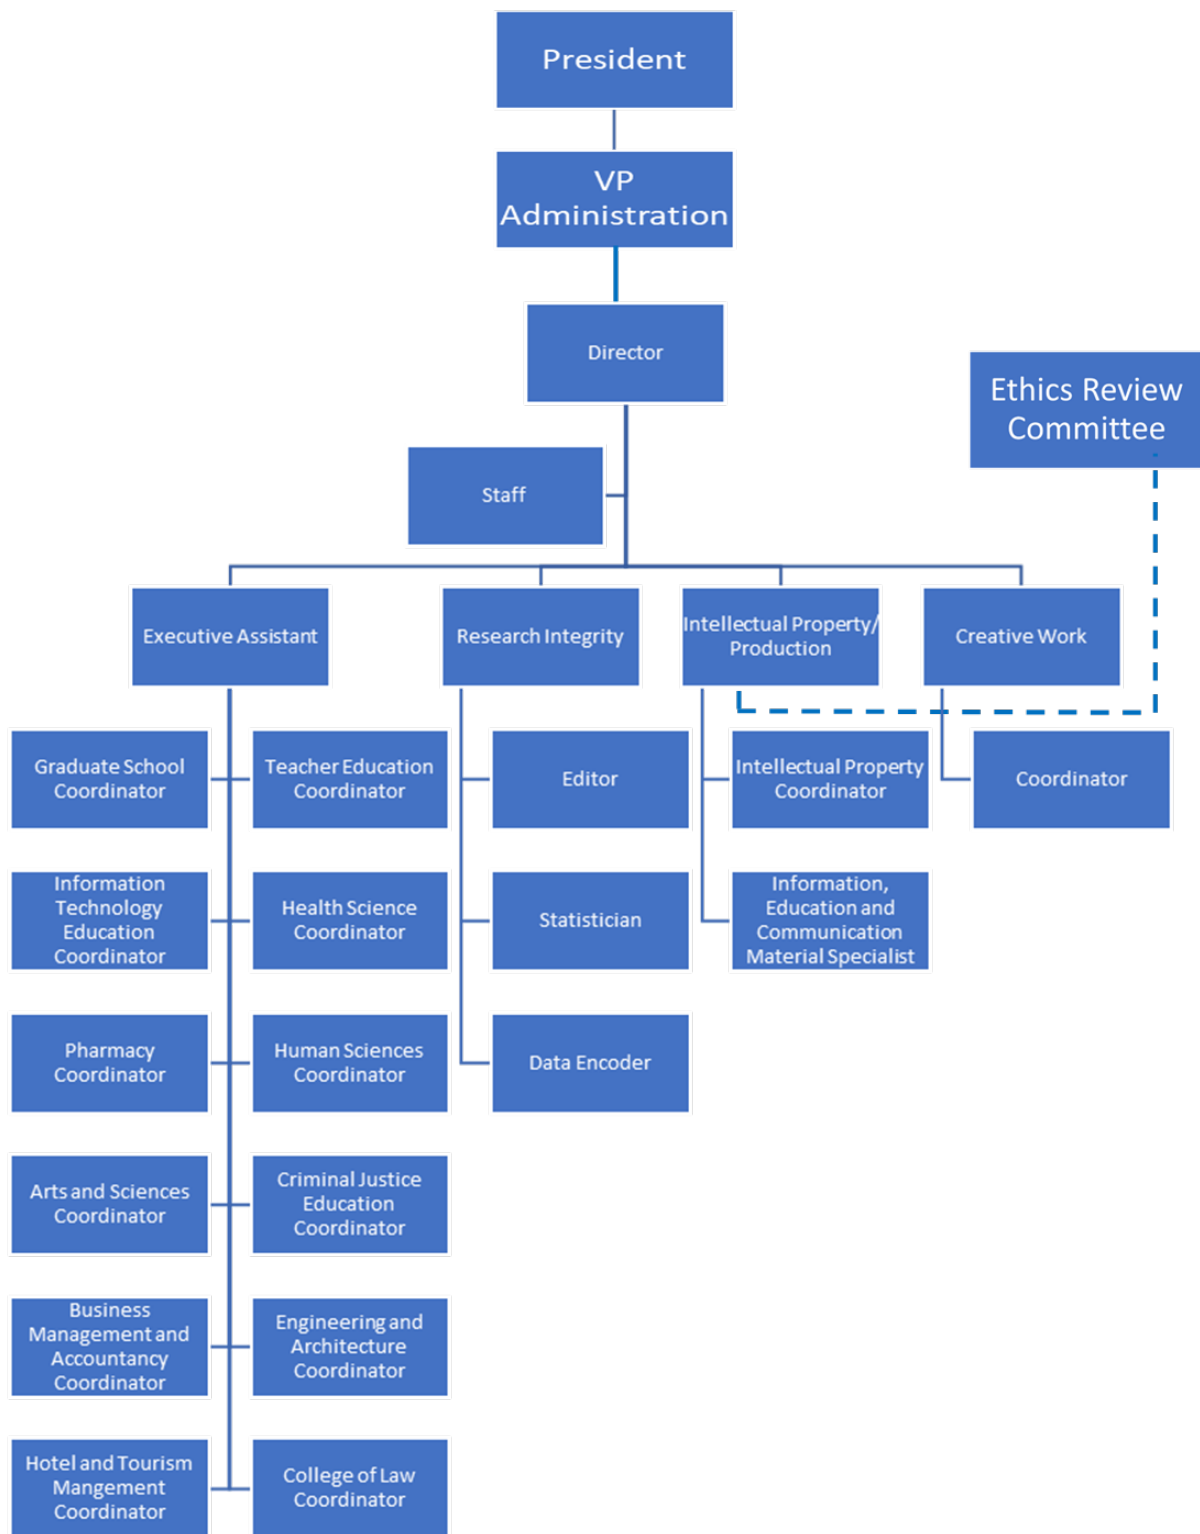 President
VP
Administration
Director
Ethics Review
Committee
Staff
Executive Assistant
Research Integrity
Intellectual Property/
Production
Creative Work
Graduate School
Coordinator
Teacher Education
Coordinator
Editor
Intellectual Property
Coordinator
Coordinator
Information
Technology
Education
Coordinator
Health Science
Coordinator
Statistician
Information,
Education and
Communication
Material Specialist
Pharmacy
Coordinator
Human Sciences
Coordinator
Data Encoder
Arts and Sciences
Coordinator
Criminal Justice
Education
Coordinator
Business
Management and
Accountancy
Coordinator
Engineering and
Architecture
Coordinator
Hotel and Tourism
Mangement
Coordinator
College of Law
Coordinator